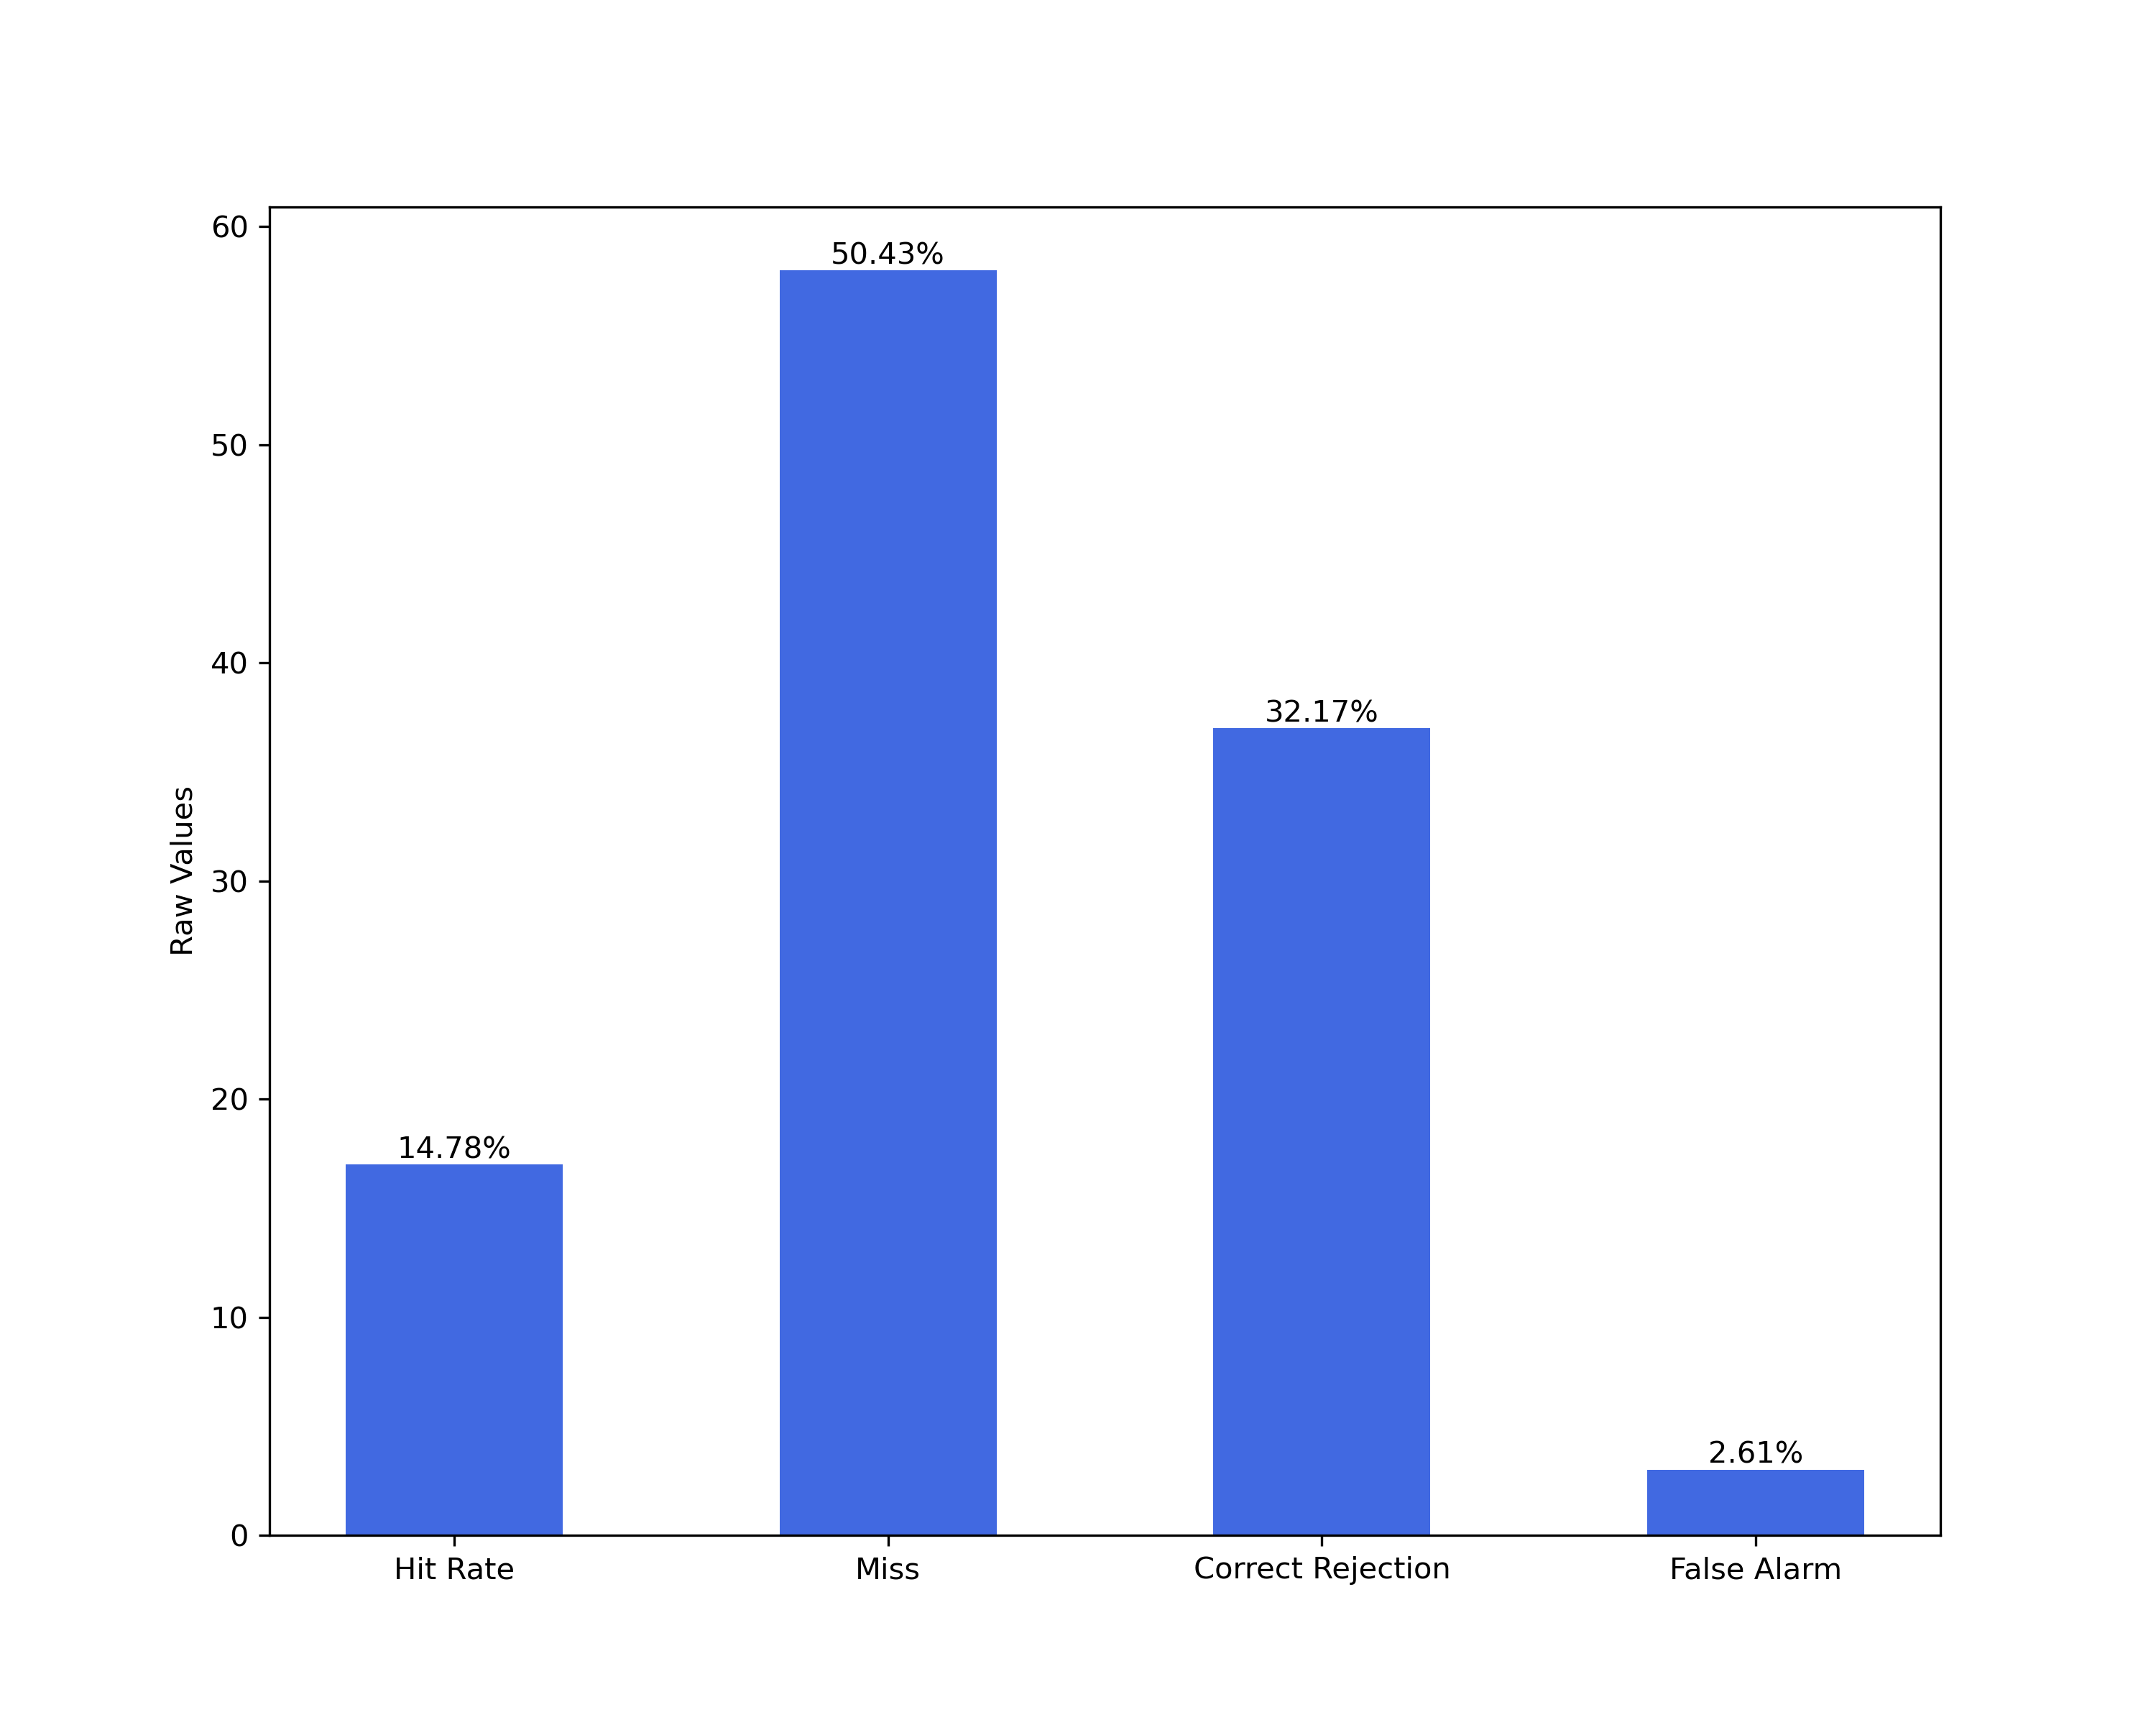 60
50
40
30
20
10
0
Raw Values
14.78%
50.43%
32.17%
2.61%
Hit Rate
Miss
Correct Rejection
False Alarm